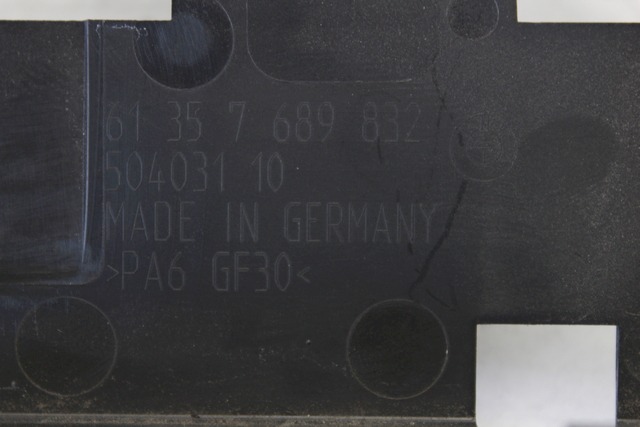 61 35 7 689 832
504031 10
MADE IN GERMANY
>PA6 GF30<